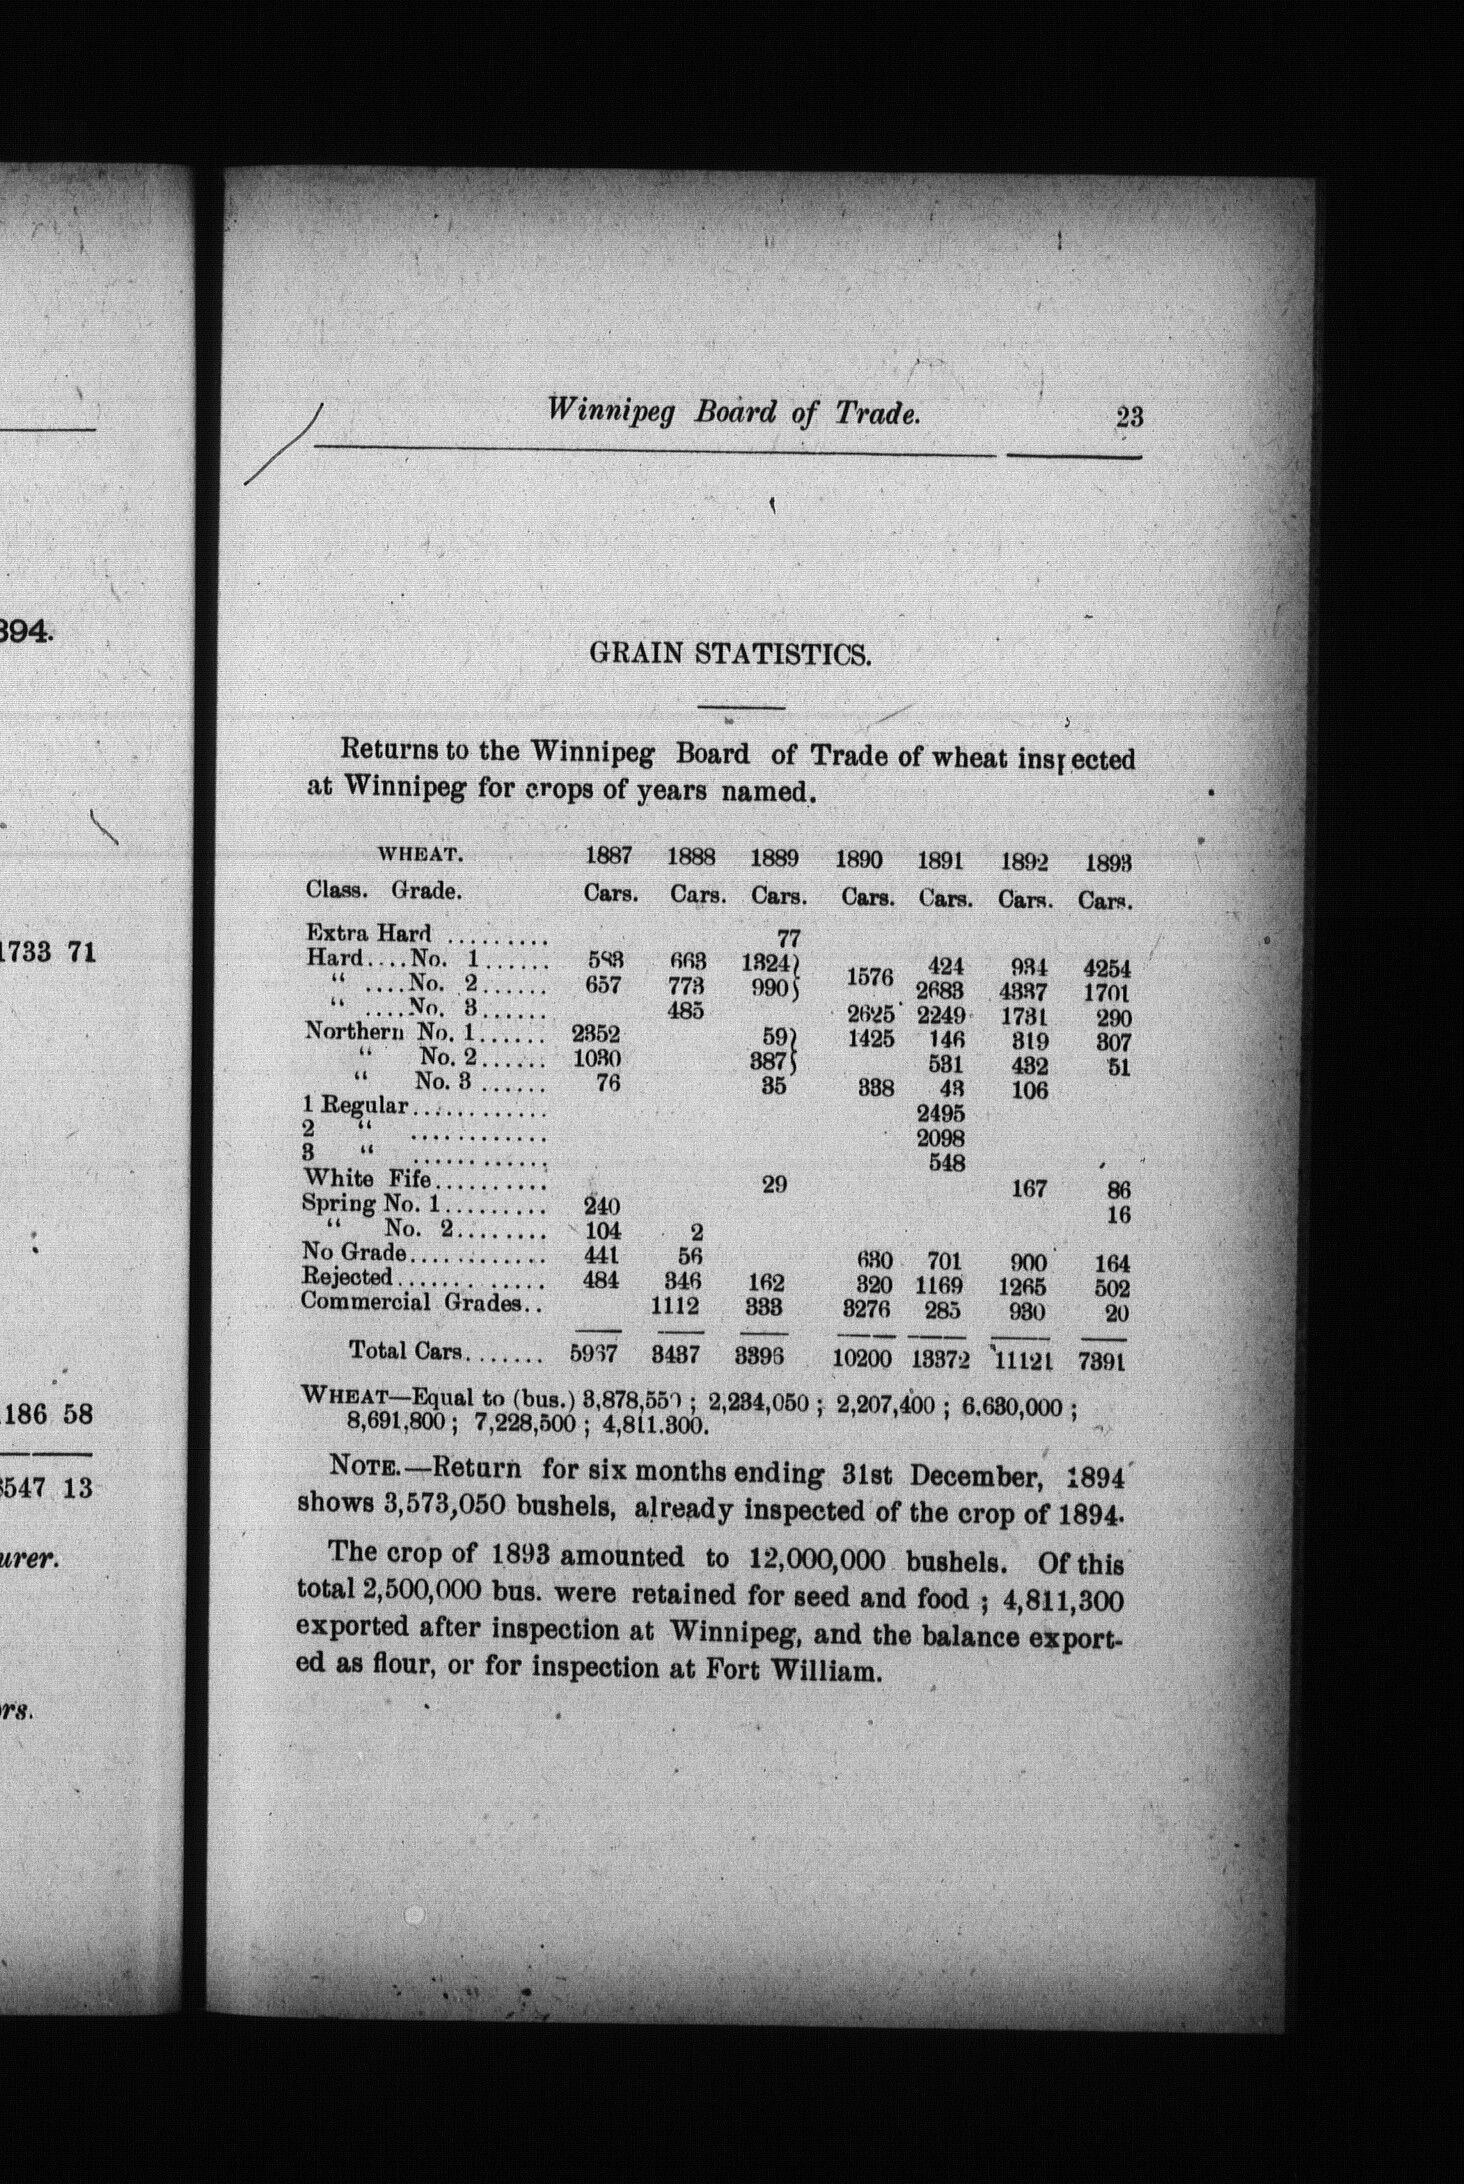 394.
1733 71
186 58
3547 13
urer.
ors.
Winnipeg Board of Trade. 23
GRAIN STATISTICS.
Returns to the Winnipeg Board of Trade of wheat inspected
at Winnipeg for crops of years named.
WHEAT. 1887 1888 1889 1890 1891 1892 1893
Class. Grade. Cars. Cars. Cars. Cars. Cars. Cars. Cars.
Extra Hard ......... 77
Hard....No. 1...... 583 663 1324} 424 934 4254
" ....No. 2...... 657 773 990} 1576 2683 4337 1701
" ....No. 3...... 485 2625 2249 1731 290
Northern No. 1...... 2352 59} 1425 146 319 307
" No. 2...... 1030 387} 531 432 51
" No. 3 ...... 76 35 338 43 106
1 Regular............ 2495
2 " ............ 2098
3 " ............ 548
White Fife.......... 29 167 86
Spring No. 1......... 240 16
" No. 2........ 104 2
No Grade............ 441 56 630 701 900 164
Rejected....... ..... 484 346 162 320 1169 1265 502
Commercial Grades.. 1112 333 3276 285 930 20
Total Cars....... 5967 3437 3396 10200 13372 11121 7391
WHEAT—Equal to (bus.) 3,878,550 ; 2,234,050 ; 2,207,400 ; 6.630,000 ;
8,691,800 ; 7,228,500 ; 4,811.300.
NOTE.—Return for six months ending 31st December, 1894
shows 3,573,050 bushels, already inspected of the crop of 1894.
The crop of 1893 amounted to 12,000,000 bushels. Of this
total 2,500,000 bus. were retained for seed and food ; 4,811,300
exported after inspection at Winnipeg, and the balance export-
ed as flour, or for inspection at Fort William.